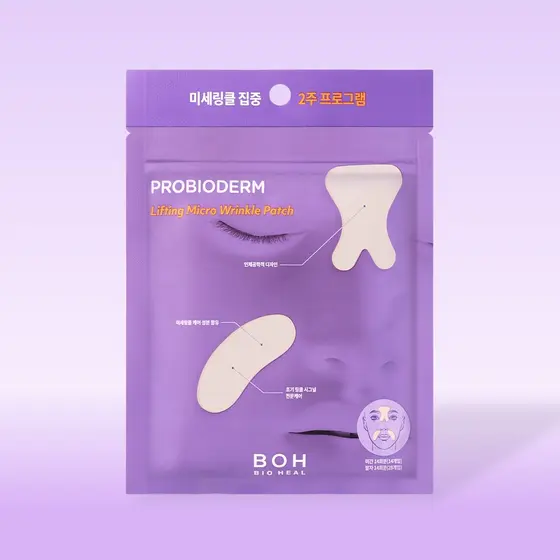 미세링클 집중 2주 프로그램
PROBIODERM
Lifting Micro Wrinkle Patch
인체공학적 디자인
미세링클 케어 성분 함유
초기 링클 시그널
전문케어
BOH
BIO HEAL